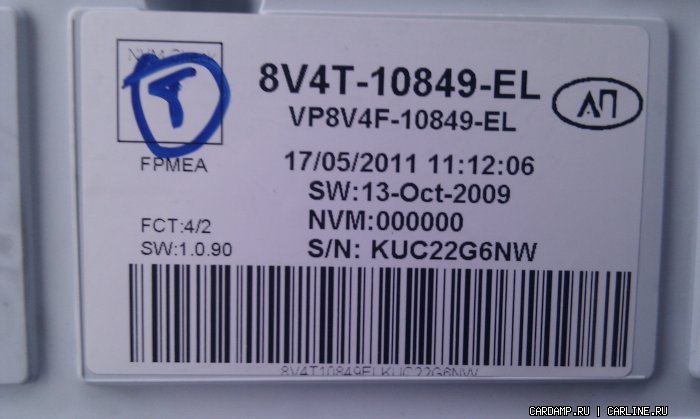 8V4T-10849-EL
VP8V4F-10849-EL
ДП
T
FPMEA
17/05/2011 11:12:06
SW:13-Oct-2009
FCT:4/2
NVM:000000
SW:1.0.90
S/N: KUC22G6NW
8V4T10849ELKUC22G6NW
CARDAMP.RU | CARLINE.RU